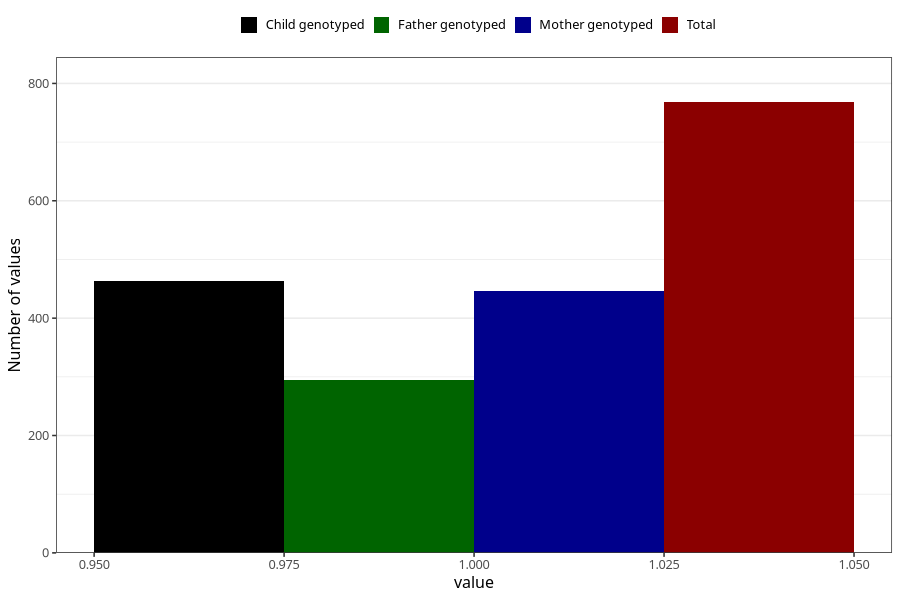 Child genotyped Father genotyped Mother genotyped Total
Number of values
800
600
400
200
0
0.950 0.975 1.000 1.025 1.050
value